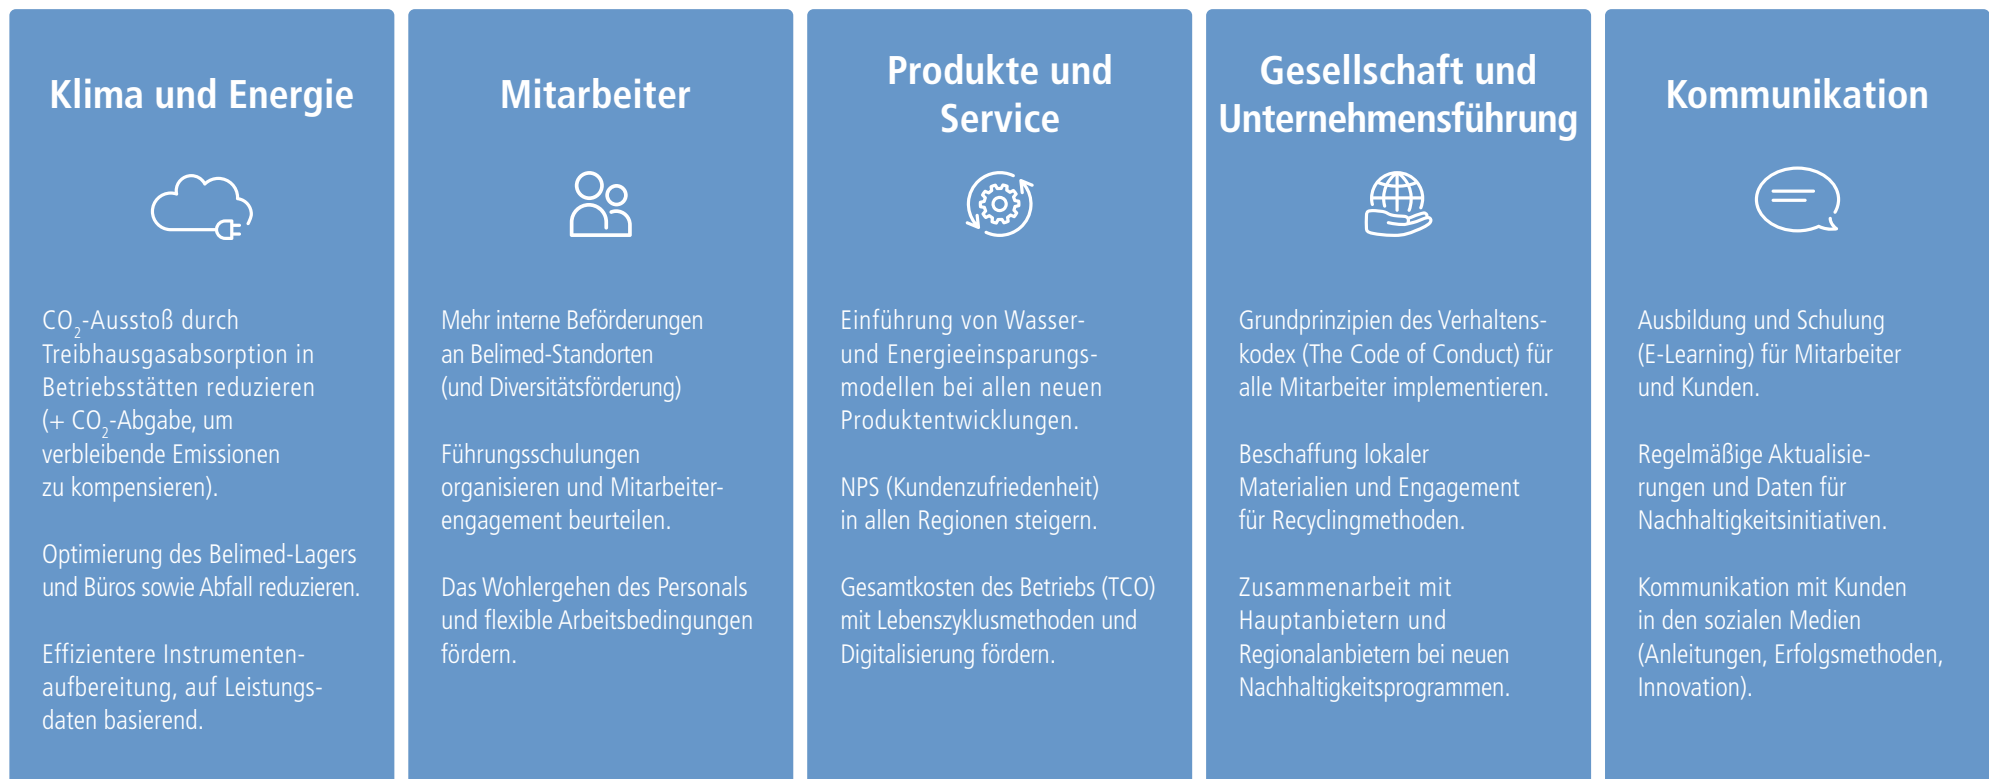 Klima und Energie
CO₂-Ausstoß durch
Treibhausgasabsorption in
Betriebsstätten reduzieren
(+ CO₂-Abgabe, um
verbleibende Emissionen
zu kompensieren).
Optimierung des Belimed-Lagers
und Büros sowie Abfall reduzieren.
Effizientere Instrumenten-
aufbereitung, auf Leistungs-
daten basierend.
Mitarbeiter
Mehr interne Beförderungen
an Belimed-Standorten
(und Diversitätsförderung)
Führungsschulungen
organisieren und Mitarbeiter-
engagement beurteilen.
Das Wohlergehen des Personals
und flexible Arbeitsbedingungen
fördern.
Produkte und
Service
Einführung von Wasser-
und Energieeinsparungs-
modellen bei allen neuen
Produktentwicklungen.
NPS (Kundenzufriedenheit)
in allen Regionen steigern.
Gesamtkosten des Betriebs (TCO)
mit Lebenszyklusmethoden und
Digitalisierung fördern.
Gesellschaft und
Unternehmensführung
Grundprinzipien des Verhaltens-
kodex (The Code of Conduct) für
alle Mitarbeiter implementieren.
Beschaffung lokaler
Materialien und Engagement
für Recyclingmethoden.
Zusammenarbeit mit
Hauptanbietern und
Regionalanbietern bei neuen
Nachhaltigkeitsprogrammen.
Kommunikation
Ausbildung und Schulung
(E-Learning) für Mitarbeiter
und Kunden.
Regelmäßige Aktualisie-
rungen und Daten für
Nachhaltigkeitsinitiativen.
Kommunikation mit Kunden
in den sozialen Medien
(Anleitungen, Erfolgsmethoden,
Innovation).